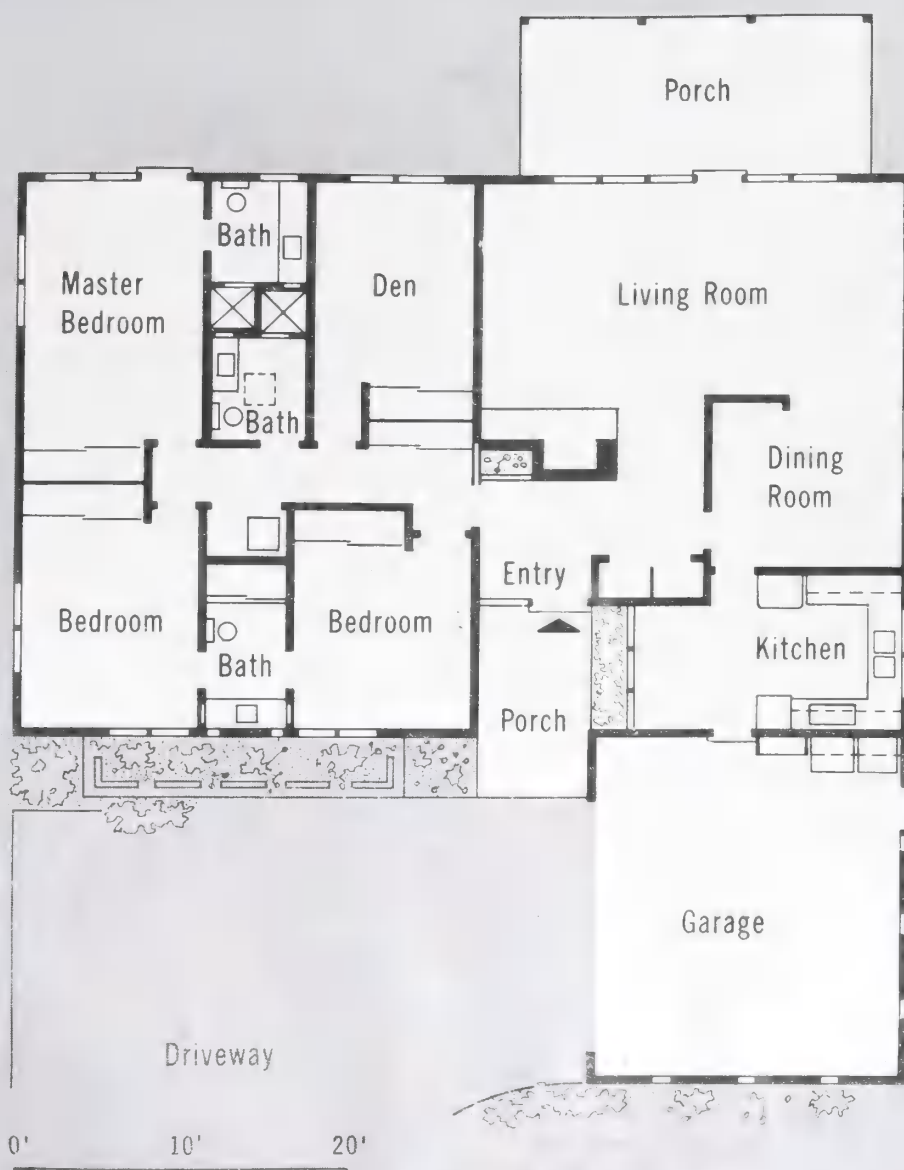 Porch
Bath
Master
Bedroom
Den
Living Room
Bath
Dining
Room
Entry
Bedroom
Bedroom
Bath
Kitchen
Porch
Garage
Driveway
0' 10' 20'